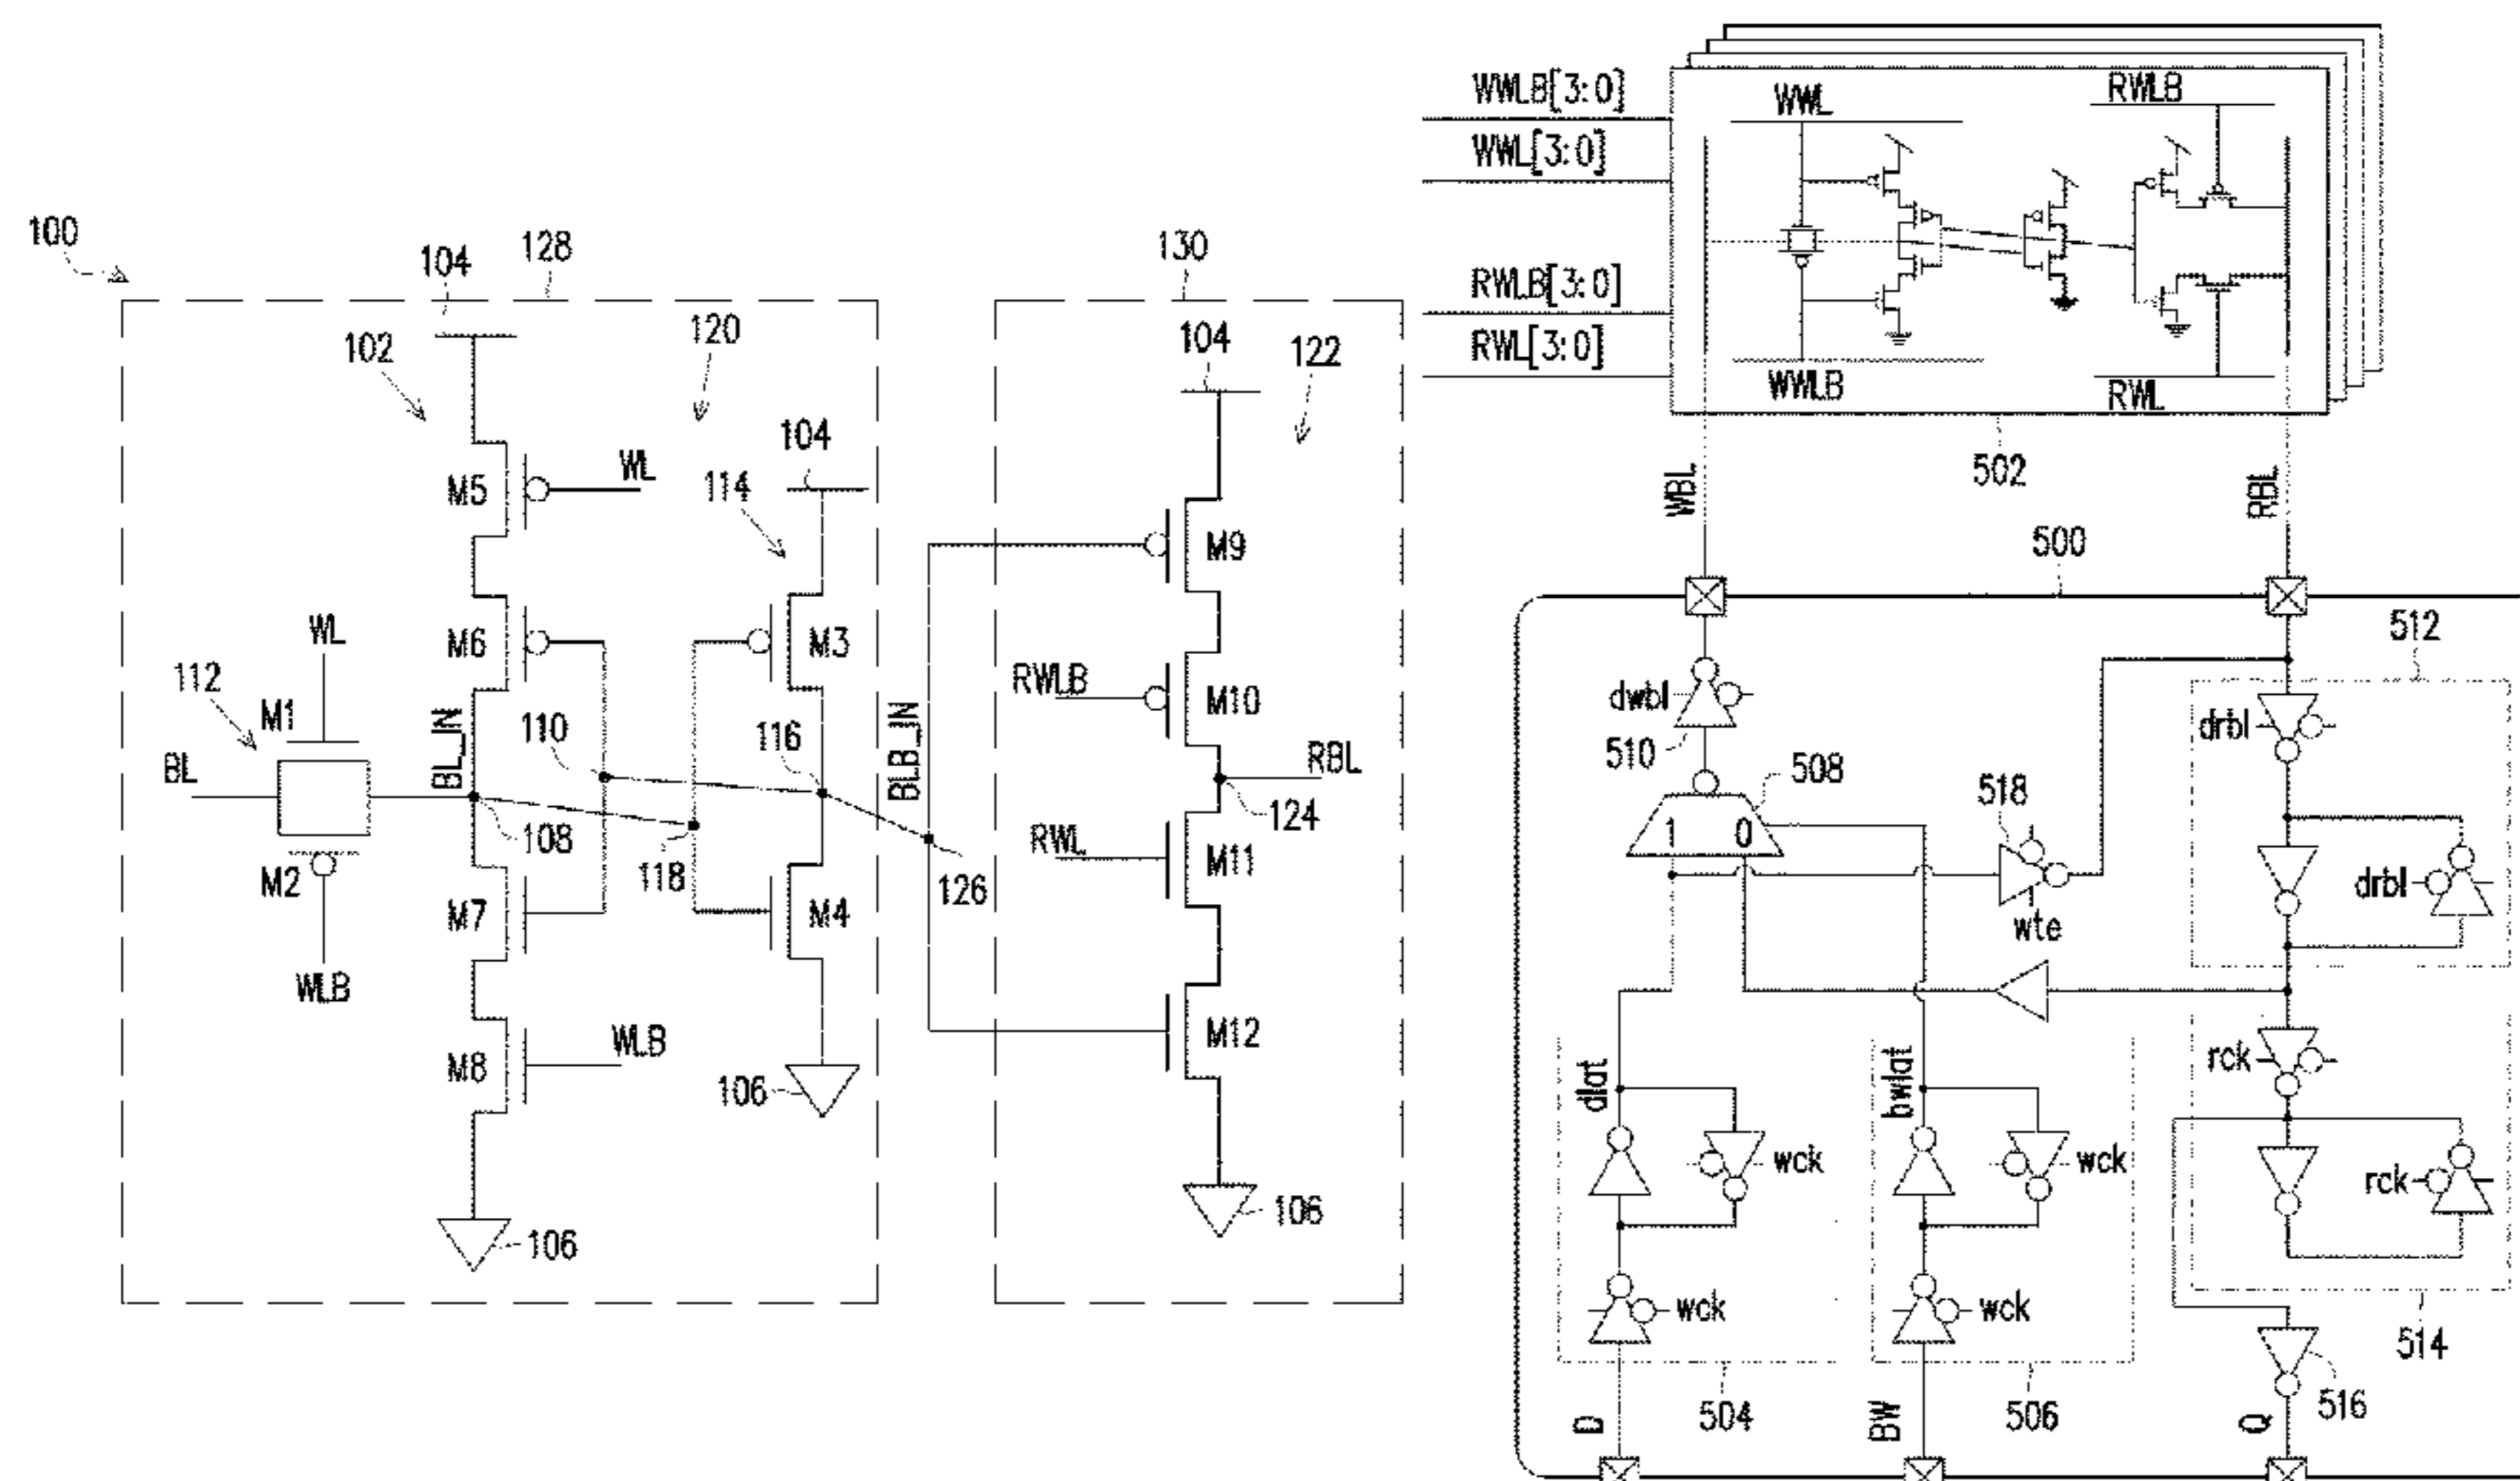 100
104
128
102
120
104
114
M5
WL
M6
WL
M3
112
M1
BL
BL_IN
110
116
108
118
M2
M7
M4
WLB
M8
WLB
106
106
130
104
122
M9
RWLB
M10
BLB_IN
RBL
124
RWL
M11
126
M12
106
WWLB[3:0]
WWL[3:0]
RWLB[3:0]
RWL[3:0]
WWL
RWLB
WWLB
RWL
502
WBL
RBL
500
512
dwbl
510
drbl
508
518
1 0
drbl
wte
dlat
bwlat
rck
wck
wck
rck
wck
wck
504
506
514
516
D
BW
Q